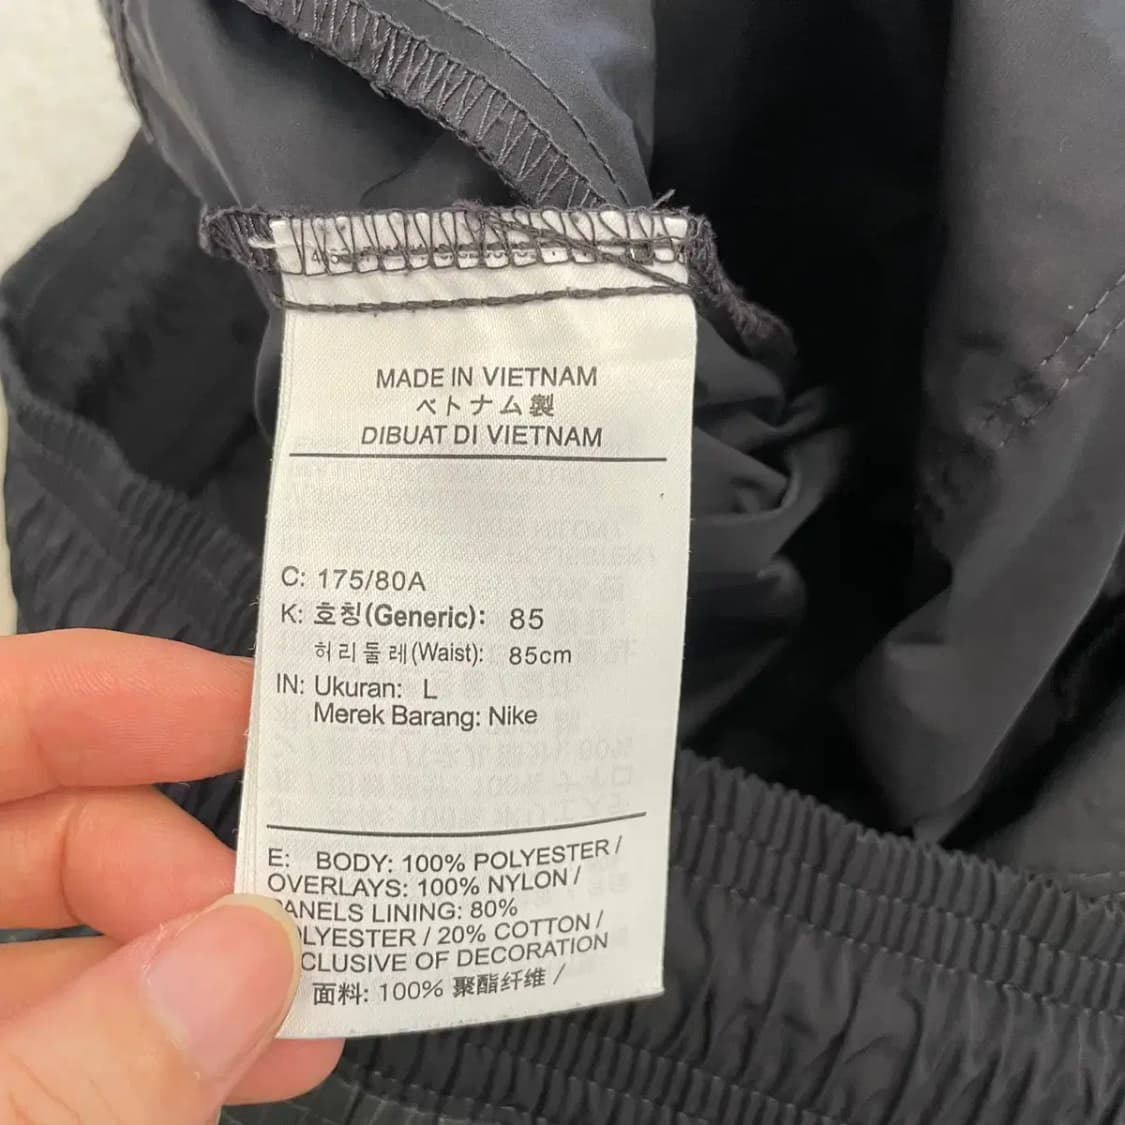 MADE IN VIETNAM
ベトナム製
DIBUAT DI VIETNAM
C: 175/80A
K: 호칭(Generic): 85
허리둘레(Waist): 85cm
IN: Ukuran: L
Merek Barang: Nike
E: BODY: 100% POLYESTER /
OVERLAYS: 100% NYLON /
PANELS LINING: 80%
OLYESTER / 20% COTTON /
CLUSIVE OF DECORATION
面料: 100% 聚酯纤维 /